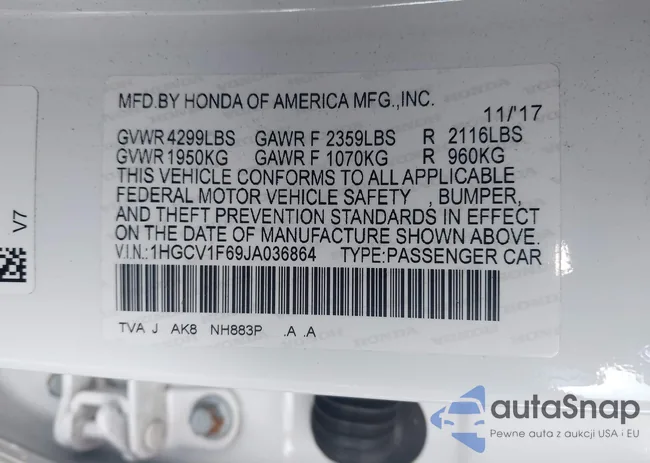 MFD.BY HONDA OF AMERICA MFG.,INC.
11/'17
GVWR 4299LBS GAWR F 2359LBS R 2116LBS
GVWR 1950KG GAWR F 1070KG R 960KG
THIS VEHICLE CONFORMS TO ALL APPLICABLE
FEDERAL MOTOR VEHICLE SAFETY , BUMPER,
AND THEFT PREVENTION STANDARDS IN EFFECT
ON THE DATE OF MANUFACTURE SHOWN ABOVE.
V.I.N.:1HGCV1F69JA036864 TYPE:PASSENGER CAR
TVA J AK8 NH883P .A .A
V7
autaSnap
Pewne auta z aukcji USA i EU